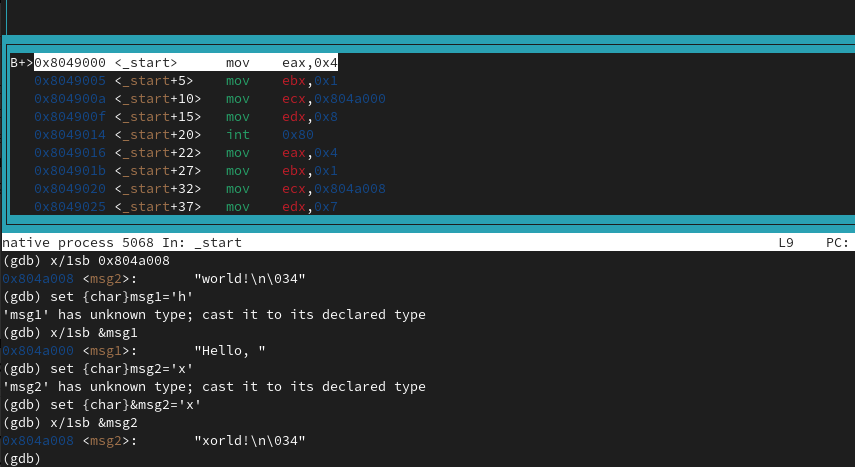 B+>0x8049000 <_start>      mov    eax,0x4
   0x8049005 <_start+5>    mov    ebx,0x1
   0x804900a <_start+10>   mov    ecx,0x804a000
   0x804900f <_start+15>   mov    edx,0x8
   0x8049014 <_start+20>   int    0x80
   0x8049016 <_start+22>   mov    eax,0x4
   0x804901b <_start+27>   mov    ebx,0x1
   0x8049020 <_start+32>   mov    ecx,0x804a008
   0x8049025 <_start+37>   mov    edx,0x7
native process 5068 In: _start    L9    PC:
(gdb) x/1sb 0x804a008
0x804a008 <msg2>:       "world!\n\034"
(gdb) set {char}msg1='h'
'msg1' has unknown type; cast it to its declared type
(gdb) x/1sb &msg1
0x804a000 <msg1>:       "Hello, "
(gdb) set {char}msg2='x'
'msg2' has unknown type; cast it to its declared type
(gdb) set {char}&msg2='x'
(gdb) x/1sb &msg2
0x804a008 <msg2>:       "xorld!\n\034"
(gdb)